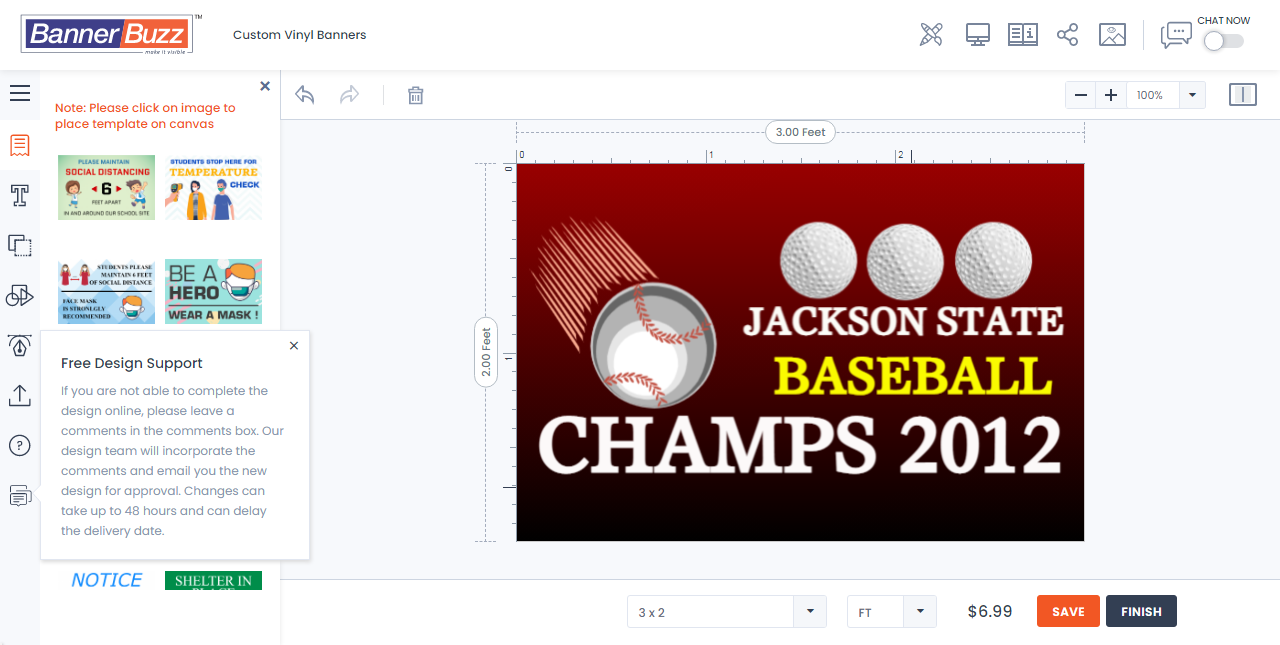 BannerBuzz
TM
make it visible
Custom Vinyl Banners
CHAT NOW
Note: Please click on image to
place template on canvas
100%
PLEASE MAINTAIN
SOCIAL DISTANCING
6
FEET APART
IN AND AROUND OUR SCHOOL SITE
STUDENTS STOP HERE FOR
TEMPERATURE
CHECK
STUDENTS PLEASE
MAINTAIN 6 FEET
OF SOCIAL DISTANCE
FACE MASK
IS STRONLGLY
RECOMMENDED
BE A
HERO
WEAR A MASK !
Free Design Support
If you are not able to complete the
design online, please leave a
comments in the comments box. Our
design team will incorporate the
comments and email you the new
design for approval. Changes can
take up to 48 hours and can delay
the delivery date.
NOTICE
SHELTER IN
PLACE
3.00 Feet
0 1 2
0
1
2.00 Feet
JACKSON STATE
BASEBALL
CHAMPS 2012
3 x 2
FT
$6.99
SAVE
FINISH